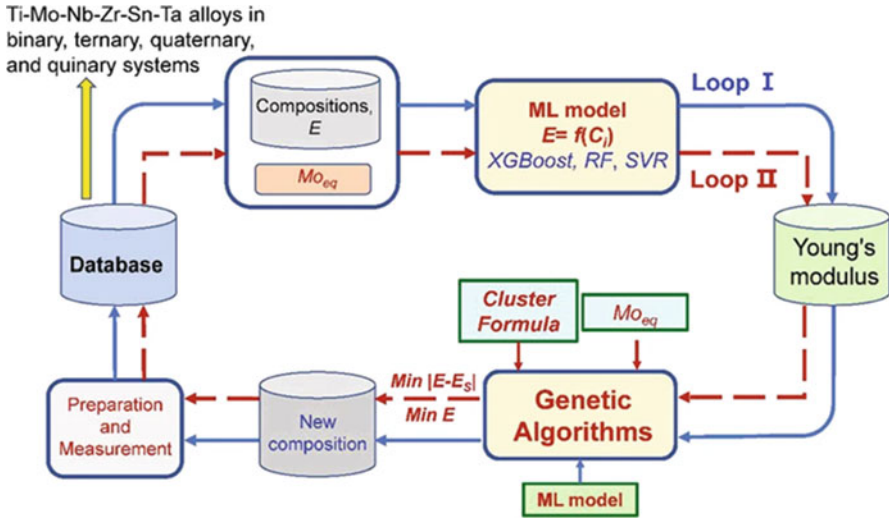 Ti-Mo-Nb-Zr-Sn-Ta alloys in
binary, ternary, quaternary,
and quinary systems
Compositions,
E
Mo_eq
ML model
E= f(C_i)
XGBoost, RF, SVR
Loop I
Loop II
Database
Young's
modulus
Cluster
Formula
Mo_eq
Min |E-E_S|
Min E
Genetic
Algorithms
New
composition
Preparation
and
Measurement
ML model